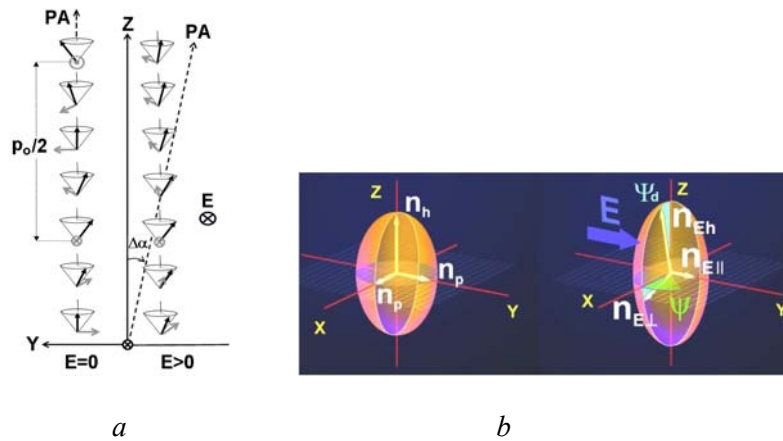 PA
Z
PA
p₀/2
E
Δα
Y
E=0
E>0
a
Z
n_h
n_p
n_p
X
Y
E
Ψ_d
Z
n_Eh
n_E||
Ψ
n_E⊥
X
Y
b